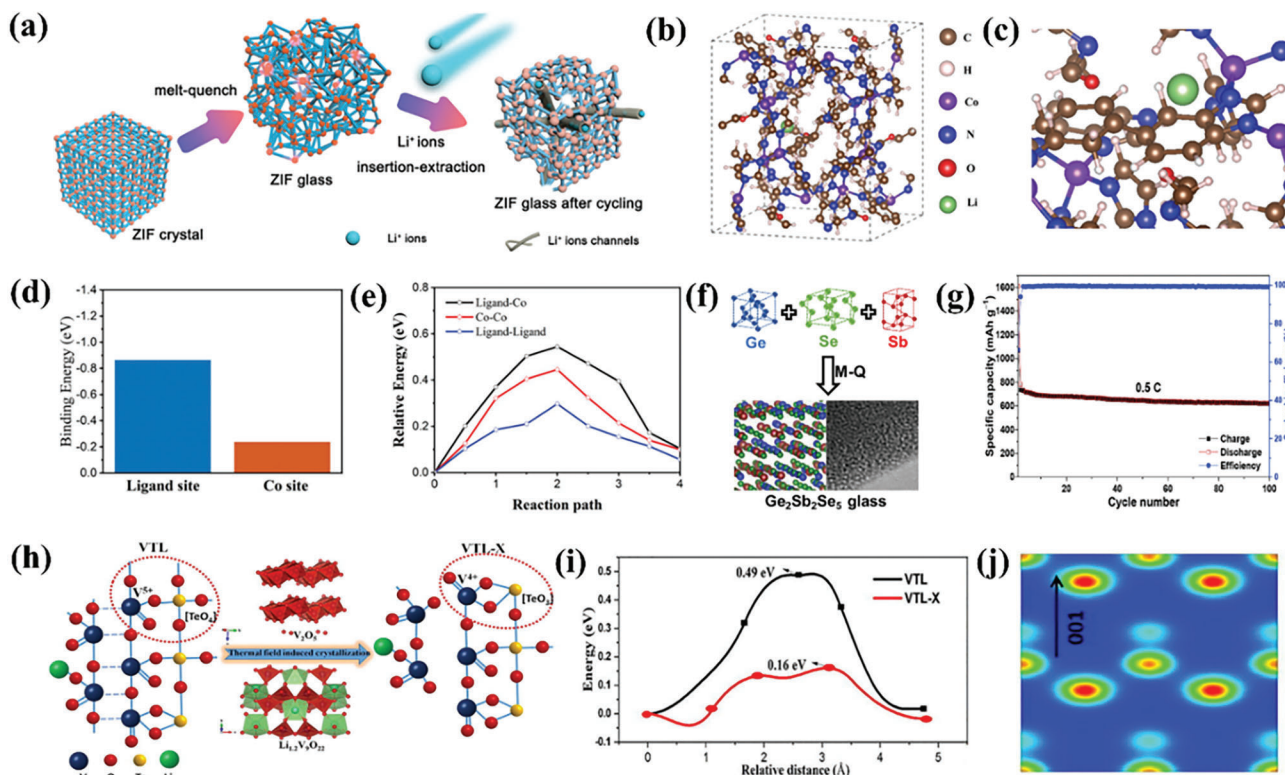 (a)
melt-quench
ZIF crystal
ZIF glass
Li⁺ ions
insertion-extraction
ZIF glass after cycling
Li⁺ ions
Li⁺ ions channels
(b)
C
H
Co
N
O
Li
(c)
(d)
Binding Energy (eV)
-1.4
-1.2
-1.0
-0.8
-0.6
-0.4
-0.2
0.0
Ligand site
Co site
(e)
Relative Energy (eV)
0.8
0.6
0.4
0.2
0.0
Ligand-Co
Co-Co
Ligand-Ligand
0 1 2 3 4
Reaction path
(f)
Ge
Se
Sb
M-Q
Ge₂Sb₂Se₅ glass
(g)
Specific capacity (mAh g⁻¹)
1600
1400
1200
1000
800
600
400
200
0
0.5 C
Charge
Discharge
Efficiency
20 40 60 80 100
Cycle number
80
60
40
20
0
(h)
VTL
V⁵⁺
[TeO₄]
V₂O₅
Thermal field induced crystallization
VTL-X
V⁴⁺
(i)
Energy (eV)
0.5
0.4
0.3
0.2
0.1
0.0
-0.1
0.49 eV
0.16 eV
VTL
VTL-X
0 1 2 3 4 5
Relative distance (Å)
(j)
001